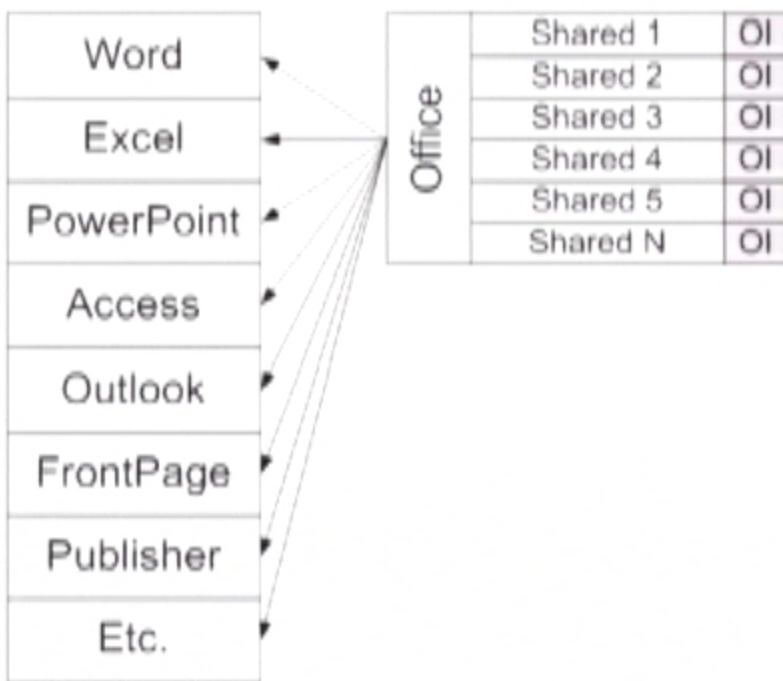 Word
Excel
PowerPoint
Access
Outlook
FrontPage
Publisher
Etc.
Office
Shared 1 OI
Shared 2 OI
Shared 3 OI
Shared 4 OI
Shared 5 OI
Shared N OI